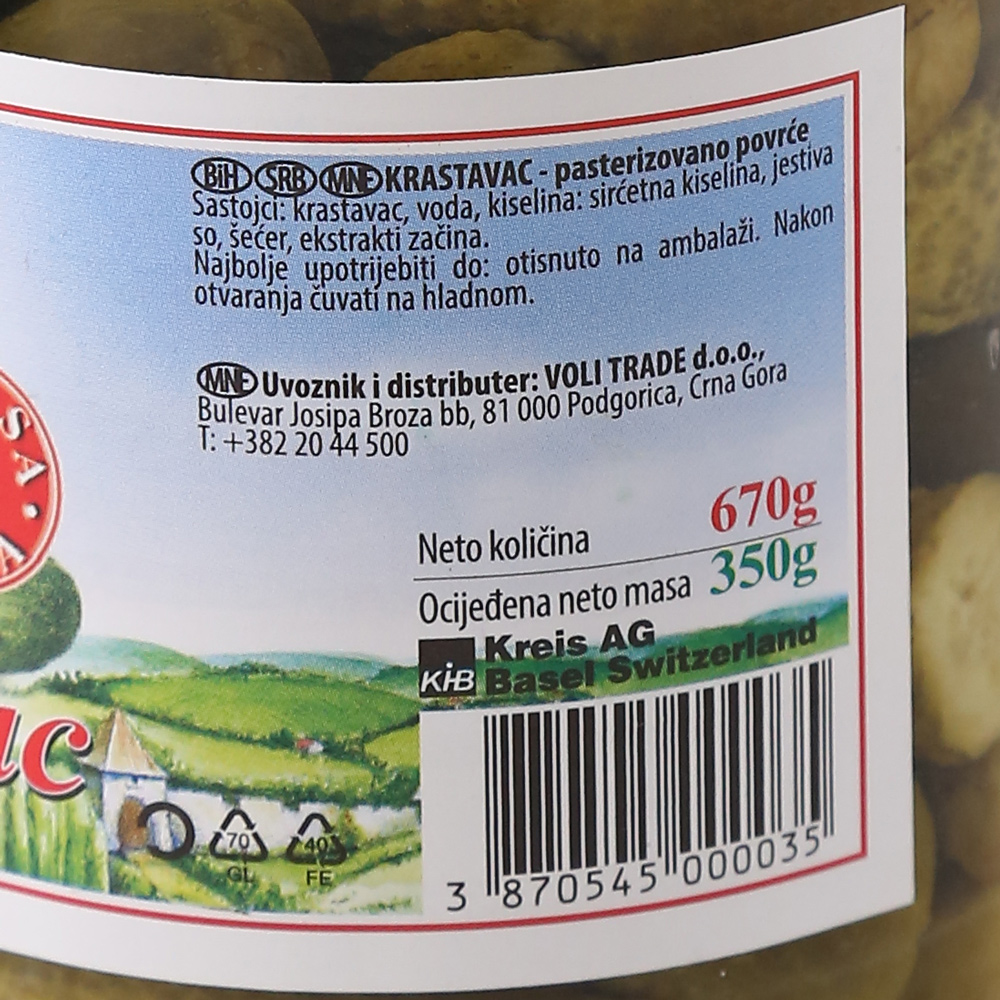 BiH SRB MNE KRASTAVAC - pasterizovano povrće
Sastojci: krastavac, voda, kiselina: sirćetna kiselina, jestiva
so, šećer, ekstrakti začina.
Najbolje upotrijebiti do: otisnuto na ambalaži. Nakon
otvaranja čuvati na hladnom.
MNE Uvoznik i distributer: VOLI TRADE d.o.o.,
Bulevar Josipa Broza bb, 81 000 Podgorica, Crna Gora
T: +382 20 44 500
SA
Neto količina 670g
Ocijeđena neto masa 350g
KiB Kreis AG
Basel Switzerland
ac
70 40
GL FE
3 870545 000035